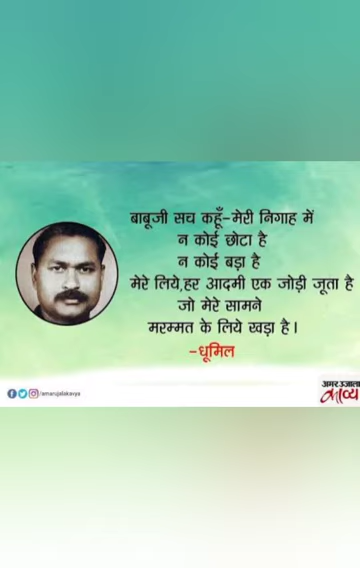 बाबूजी सच कहूँ-मेरी निगाह में
न कोई छोटा है
न कोई बड़ा है
मेरे लिये,हर आदमी एक जोड़ी जूता है
जो मेरे सामने
मरम्मत के लिये खड़ा है।
-धूमिल
/amarujalakavya
अमर उजाला
काव्य